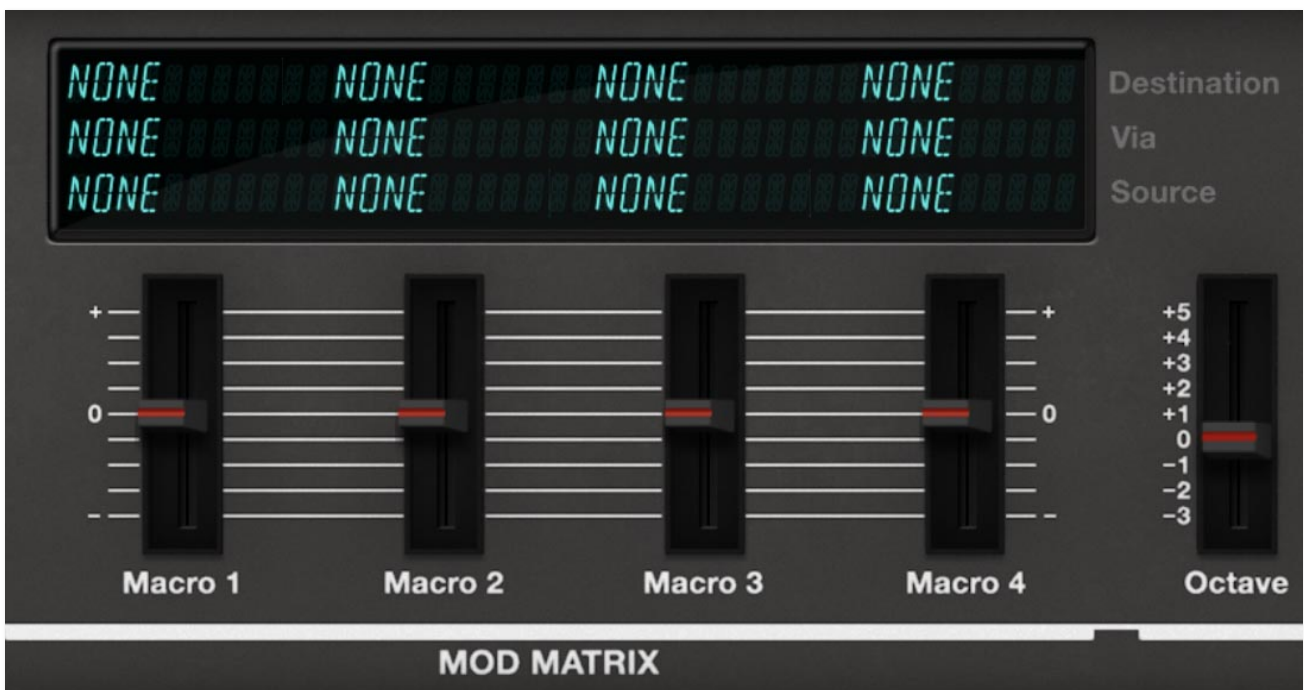 NONE NONE NONE NONE Destination
NONE NONE NONE NONE Via
NONE NONE NONE NONE Source
+ + +5
+4
+3
+2
0 0 +1
0
−1
−2
- - −3
Macro 1 Macro 2 Macro 3 Macro 4 Octave
MOD MATRIX